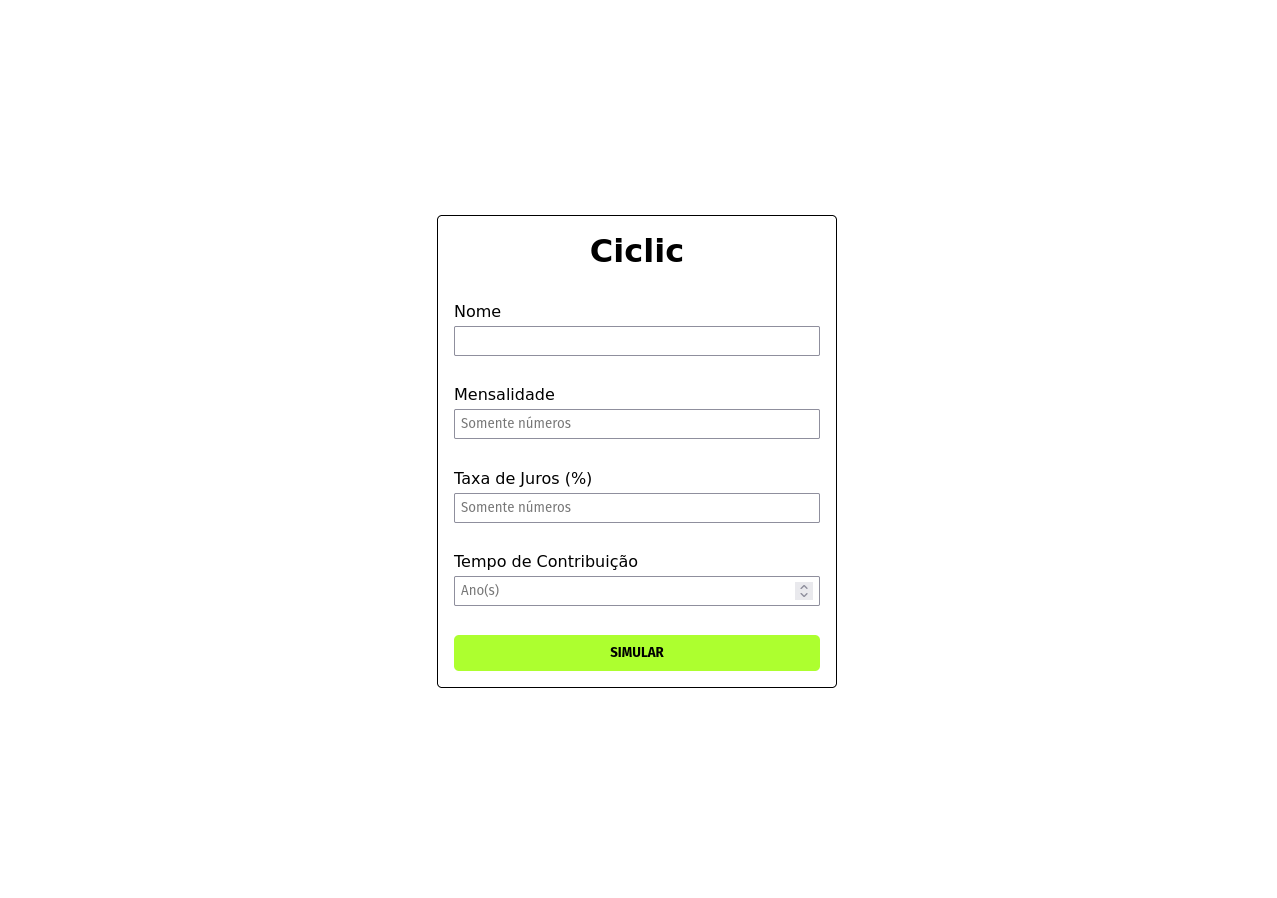 Ciclic
Nome
Mensalidade
Somente números
Taxa de Juros (%)
Somente números
Tempo de Contribuição
Ano(s)
SIMULAR